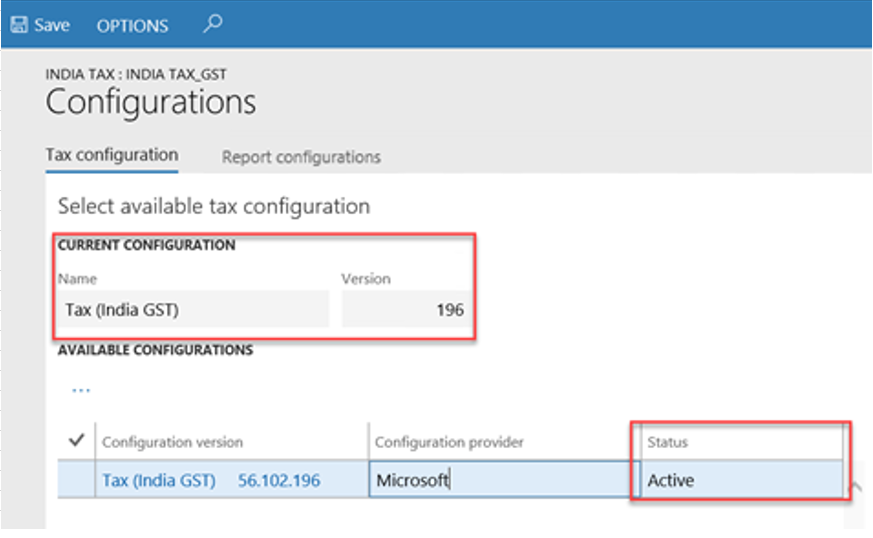 Save OPTIONS
INDIA TAX : INDIA TAX_GST
Configurations
Tax configuration Report configurations
Select available tax configuration
CURRENT CONFIGURATION
Name Version
Tax (India GST) 196
AVAILABLE CONFIGURATIONS
...
Configuration version Configuration provider Status
Tax (India GST) 56.102.196 Microsoft Active